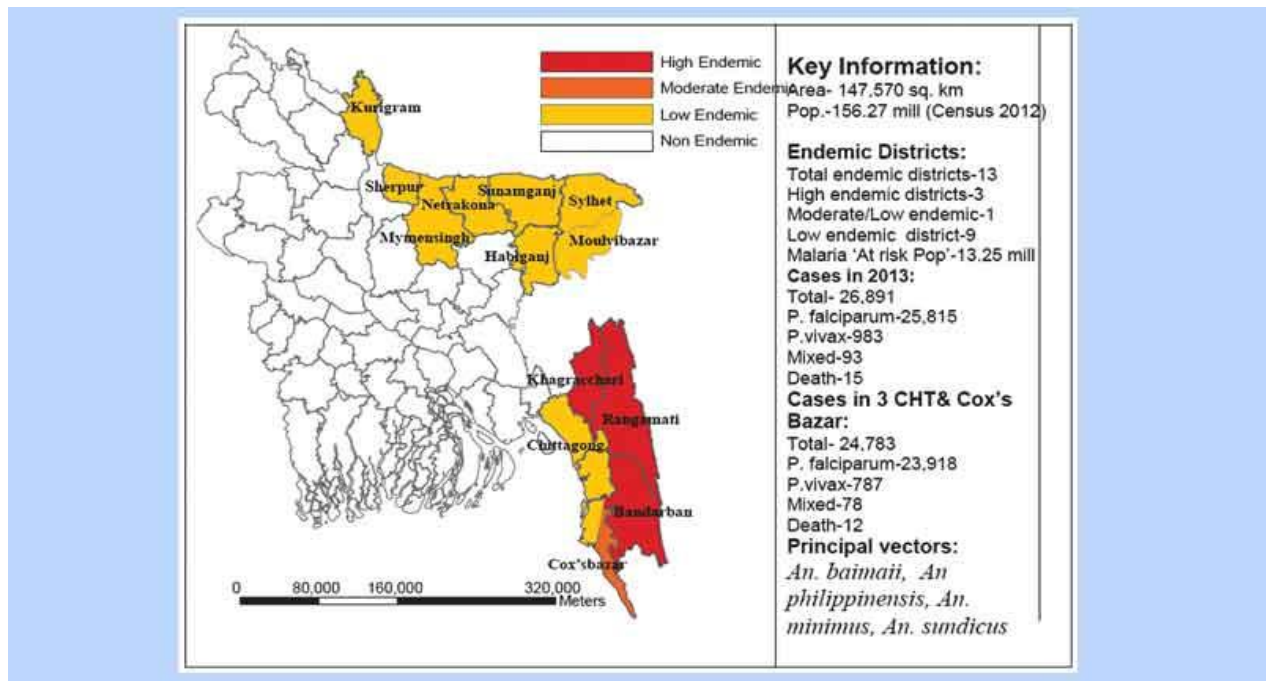 High Endemic
Moderate Endemic
Low Endemic
Non Endemic
Kurigram
Sherpur
Netrakona
Sunamganj
Sylhet
Mymensingh
Habiganj
Moulvibazar
Khagracchari
Rangamati
Chittagong
Bandarban
Cox'sbazar
0 80,000 160,000 320,000
Meters
Key Information:
Area- 147,570 sq. km
Pop.-156.27 mill (Census 2012)
Endemic Districts:
Total endemic districts-13
High endemic districts-3
Moderate/Low endemic-1
Low endemic district-9
Malaria ‘At risk Pop’-13.25 mill
Cases in 2013:
Total- 26,891
P. falciparum-25,815
P.vivax-983
Mixed-93
Death-15
Cases in 3 CHT& Cox’s
Bazar:
Total- 24,783
P. falciparum-23,918
P.vivax-787
Mixed-78
Death-12
Principal vectors:
An. baimaii, An
philippinensis, An.
minimus, An. sundicus